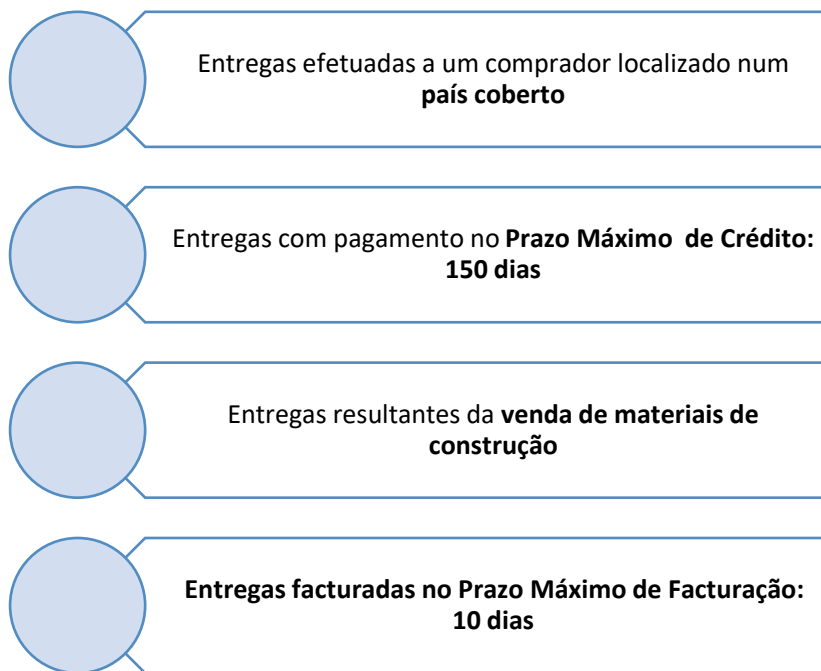 Entregas efetuadas a um comprador localizado num
país coberto
Entregas com pagamento no Prazo Máximo de Crédito:
150 dias
Entregas resultantes da venda de materiais de
construção
Entregas facturadas no Prazo Máximo de Facturação:
10 dias